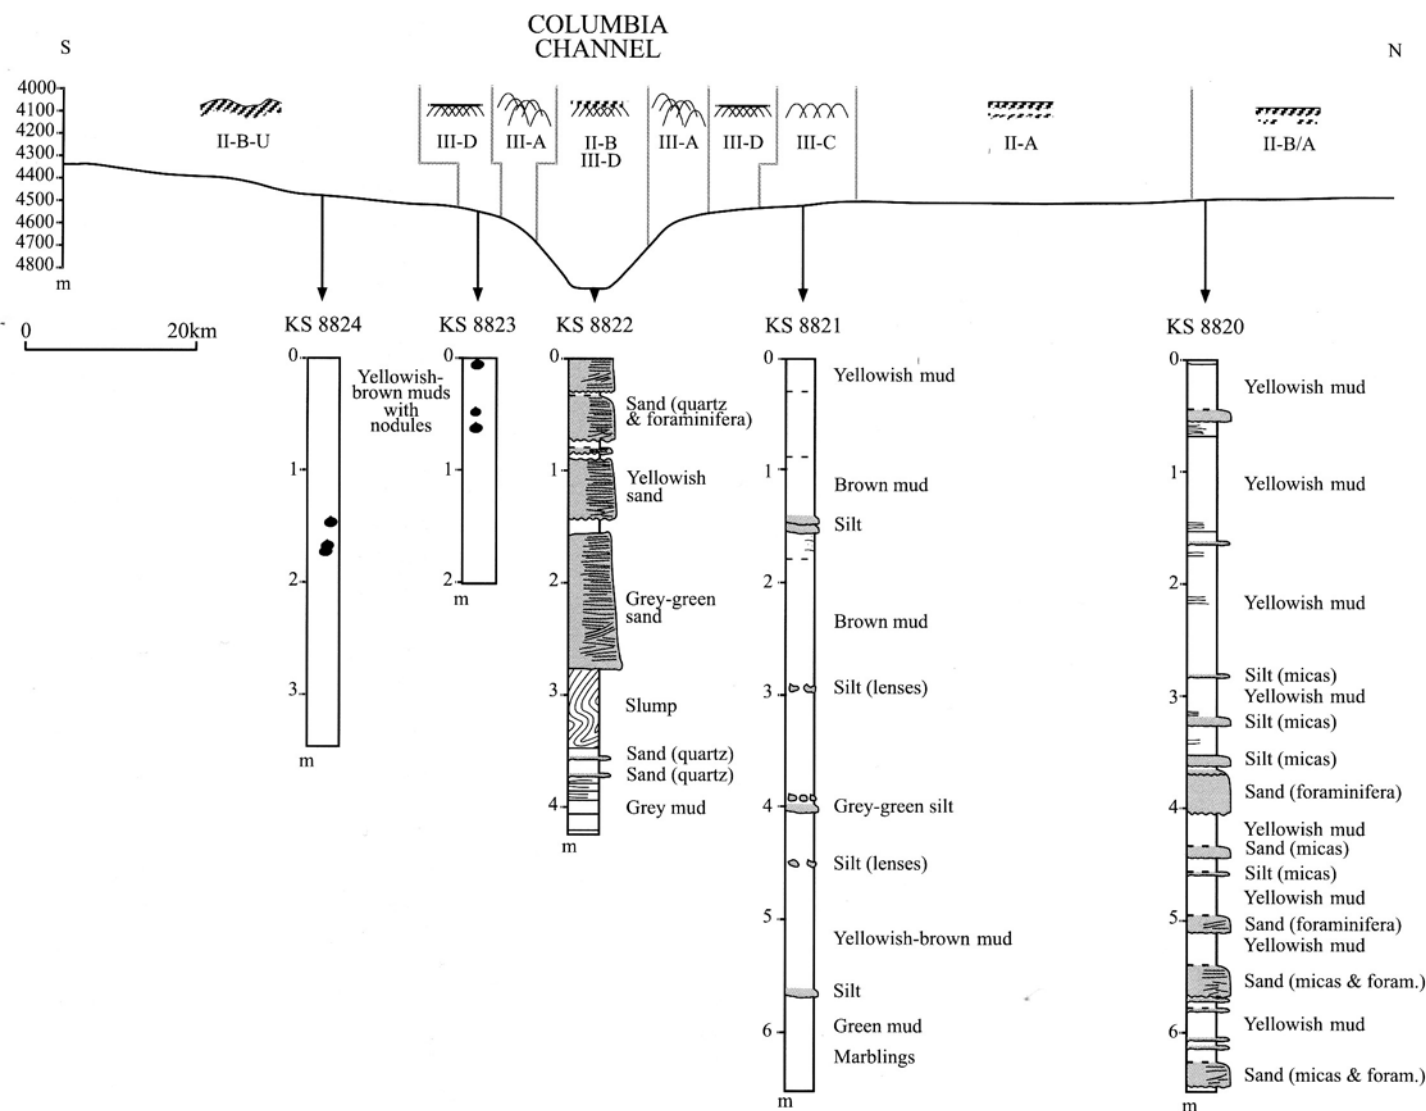 COLUMBIA
CHANNEL
S
N
4000
4100
4200
4300
4400
4500
4600
4700
4800
m
II-B-U
III-D
III-A
II-B
III-D
III-A
III-D
III-C
II-A
II-B/A
0 20km
KS 8824
KS 8823
KS 8822
KS 8821
KS 8820
0
1
2
3
m
Yellowish-
brown muds
with
nodules
0
1
2
m
0
1
2
3
4
m
Sand (quartz
& foraminifera)
Yellowish
sand
Grey-green
sand
Slump
Sand (quartz)
Sand (quartz)
Grey mud
0
1
2
3
4
5
6
m
Yellowish mud
Brown mud
Silt
Brown mud
Silt (lenses)
Grey-green silt
Silt (lenses)
Yellowish-brown mud
Silt
Green mud
Marblings
0
1
2
3
4
5
6
m
Yellowish mud
Yellowish mud
Yellowish mud
Silt (micas)
Yellowish mud
Silt (micas)
Silt (micas)
Sand (foraminifera)
Yellowish mud
Sand (micas)
Silt (micas)
Yellowish mud
Sand (foraminifera)
Yellowish mud
Sand (micas & foram.)
Yellowish mud
Sand (micas & foram.)